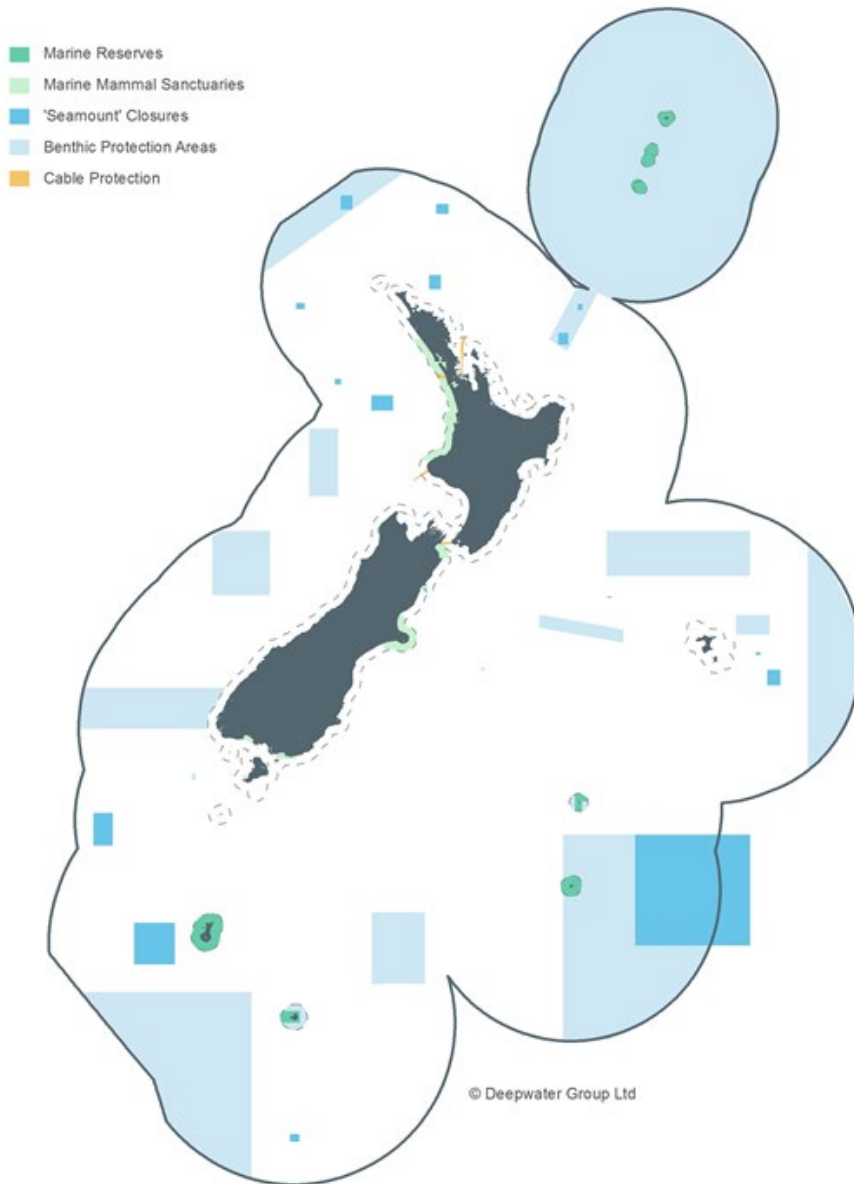 Marine Reserves
Marine Mammal Sanctuaries
'Seamount' Closures
Benthic Protection Areas
Cable Protection
© Deepwater Group Ltd